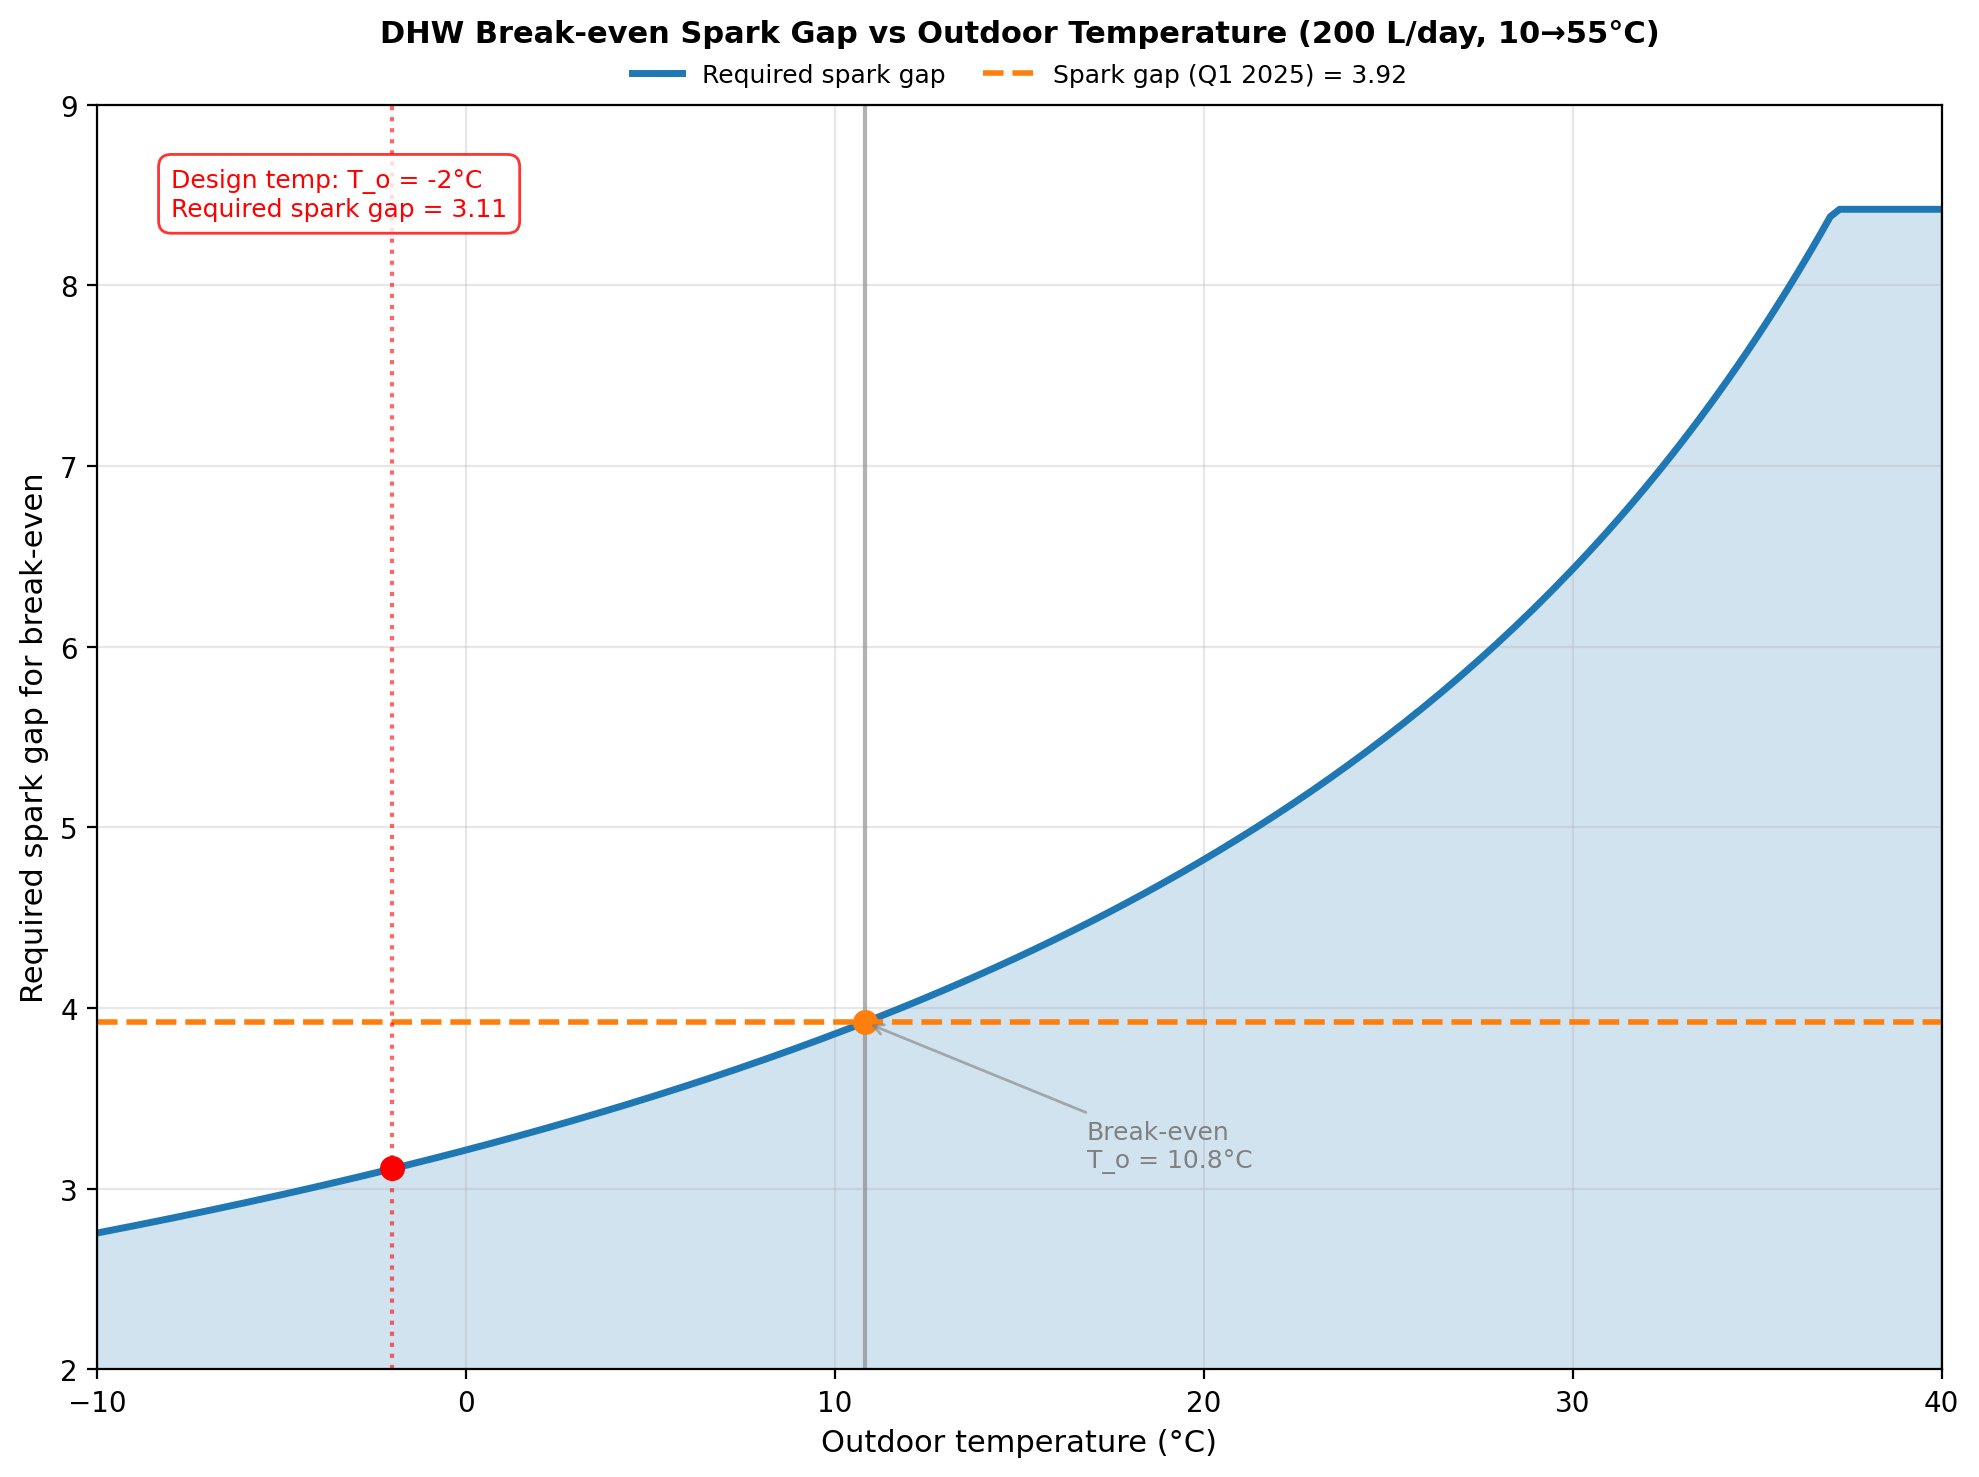 DHW Break-even Spark Gap vs Outdoor Temperature (200 L/day, 10→55°C)
Required spark gap
Spark gap (Q1 2025) = 3.92
Design temp: T_o = -2°C
Required spark gap = 3.11
Break-even
T_o = 10.8°C
Required spark gap for break-even
9
8
7
6
5
4
3
2
−10
0
10
20
30
40
Outdoor temperature (°C)